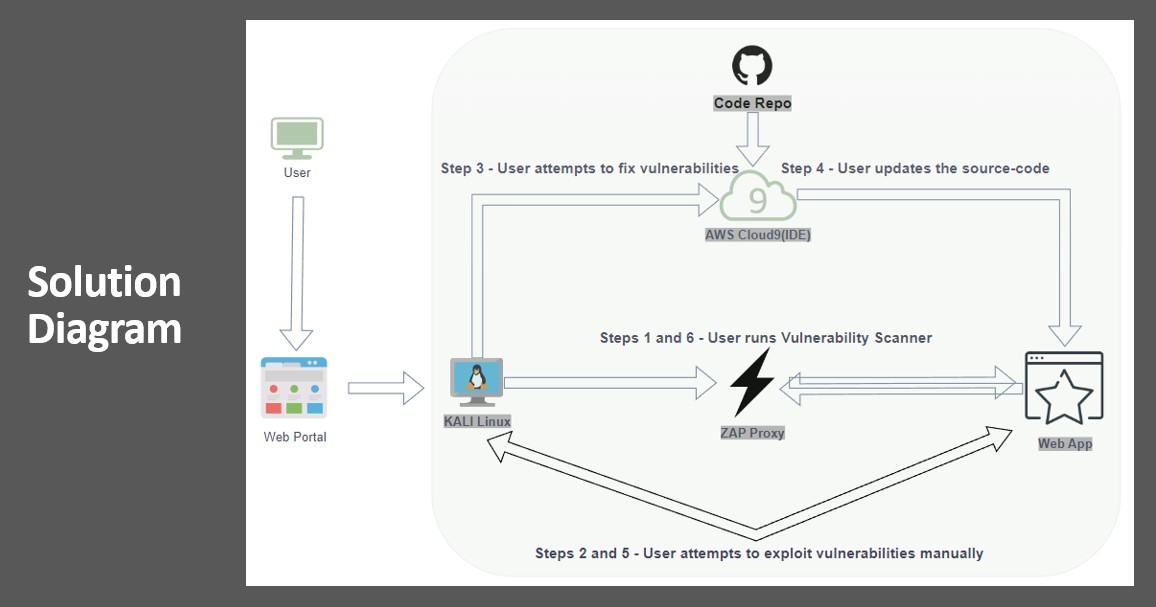 Solution
Diagram
Code Repo
User
Step 3 - User attempts to fix vulnerabilities
Step 4 - User updates the source-code
9
AWS Cloud9(IDE)
Steps 1 and 6 - User runs Vulnerability Scanner
Web Portal
KALI Linux
ZAP Proxy
Web App
Steps 2 and 5 - User attempts to exploit vulnerabilities manually